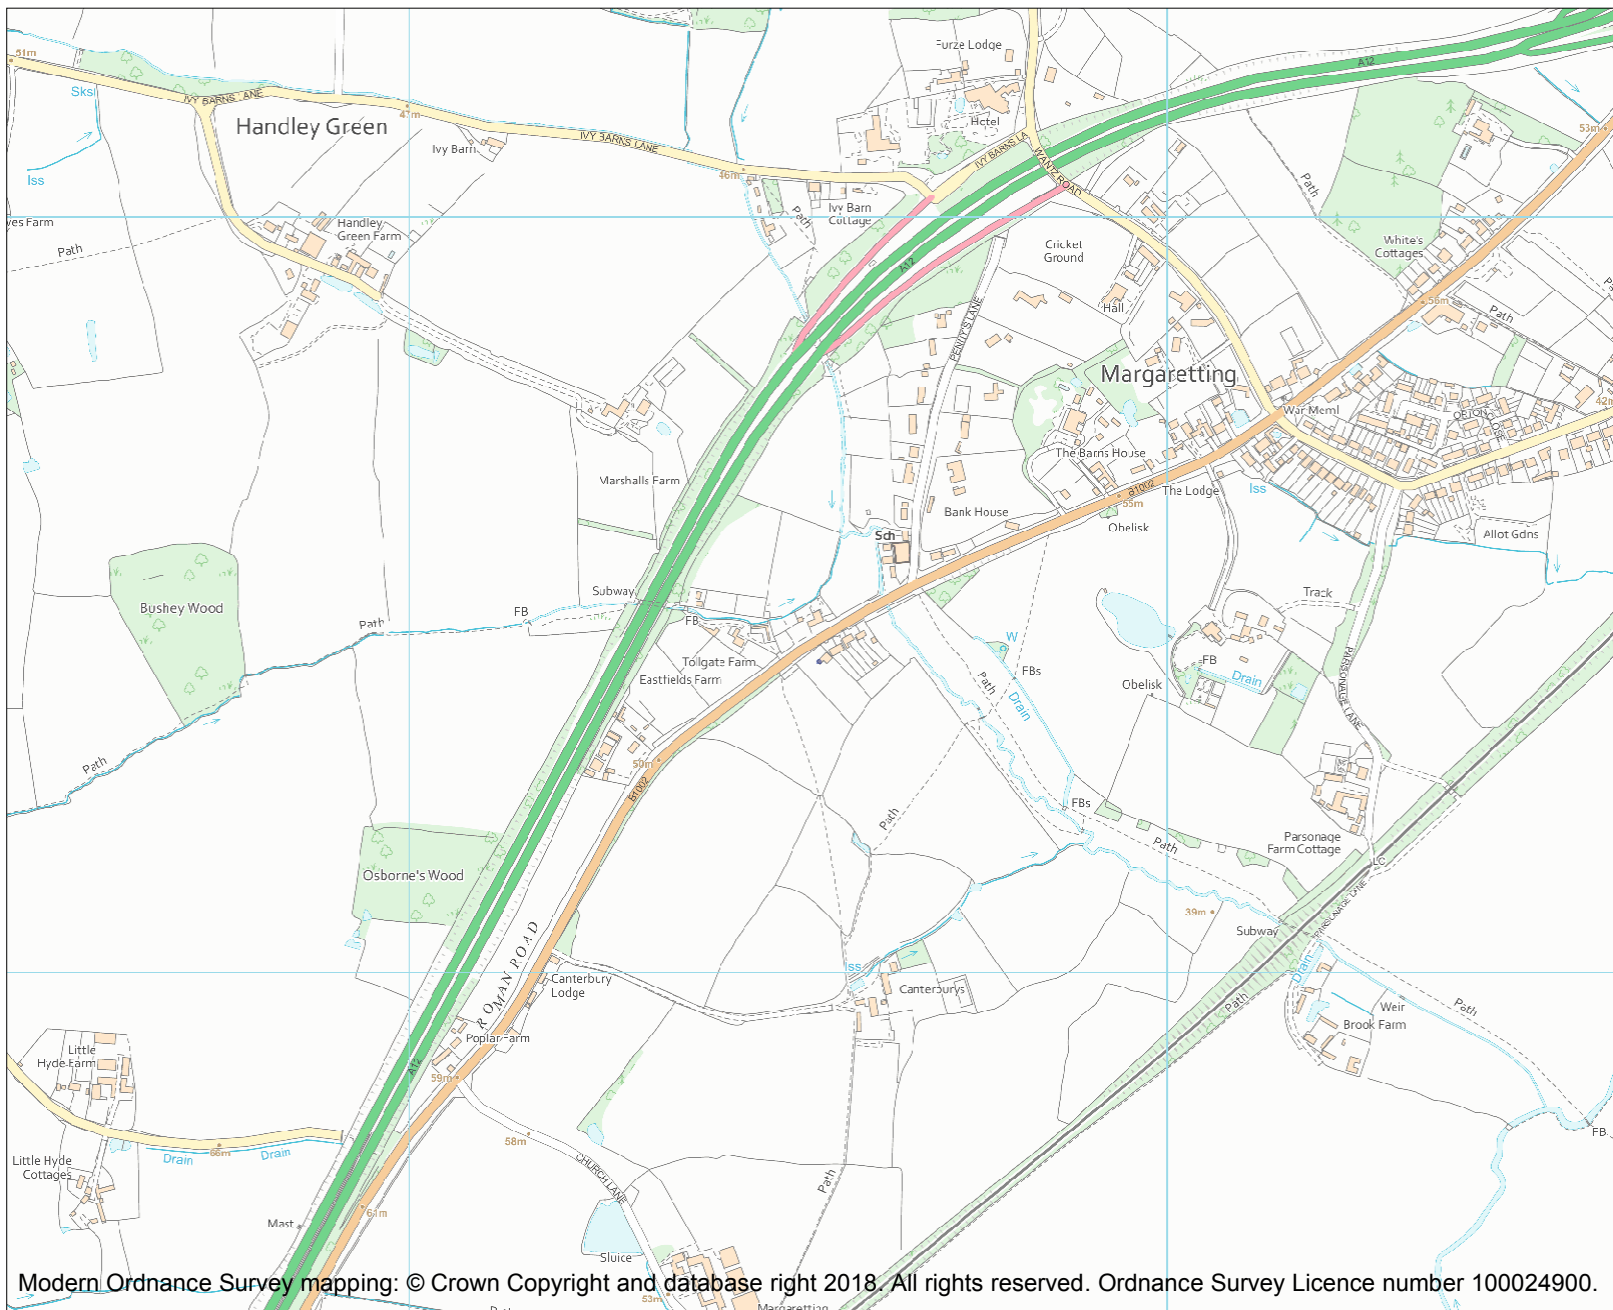 Furze Lodge
51m
A12
Sksl
IVY BARNS LANE
47m
Handley Green
Hotel
53m
Ivy Barn
IVY BARNS LANE
IVY BARNS LA
WANTZ ROAD
Iss
46m
Path
Path
Ivy Barn
Cottage
Handley
Green Farm
Path
White's
Cottages
Cricket
Ground
A12
56m
Hall
Path
PENNY'S LANE
Margaretting
42m
War Meml
ORTON CLOSE
The Barns House
Marshalls Farm
B1002
The Lodge
Iss
55m
Bank House
Obelisk
Allot Gdns
Sch
Subway
Track
Bushey Wood
FB
Path
FB
W
Tollgate Farm
FBs
FB
Eastfields Farm
Path
Drain
Obelisk
Drain
PARSONAGE LANE
Path
50m
B1002
FBs
Path
Path
Parsonage
Farm Cottage
LC
Osborne's Wood
39m
PARSONAGE LANE
Subway
ROMAN ROAD
Iss
Drain
Canterbury
Lodge
Canterburys
Path
Weir
Path
Brook Farm
Poplar Farm
Little
Hyde Farm
A12
59m
58m
FB
66m
Drain
Drain
Little Hyde
Cottages
CHURCH LANE
Path
61m
Mast
Sluice
Modern Ordnance Survey mapping: © Crown Copyright and database right 2018. All rights reserved. Ordnance Survey Licence number 100024900.
53m
Margaretting